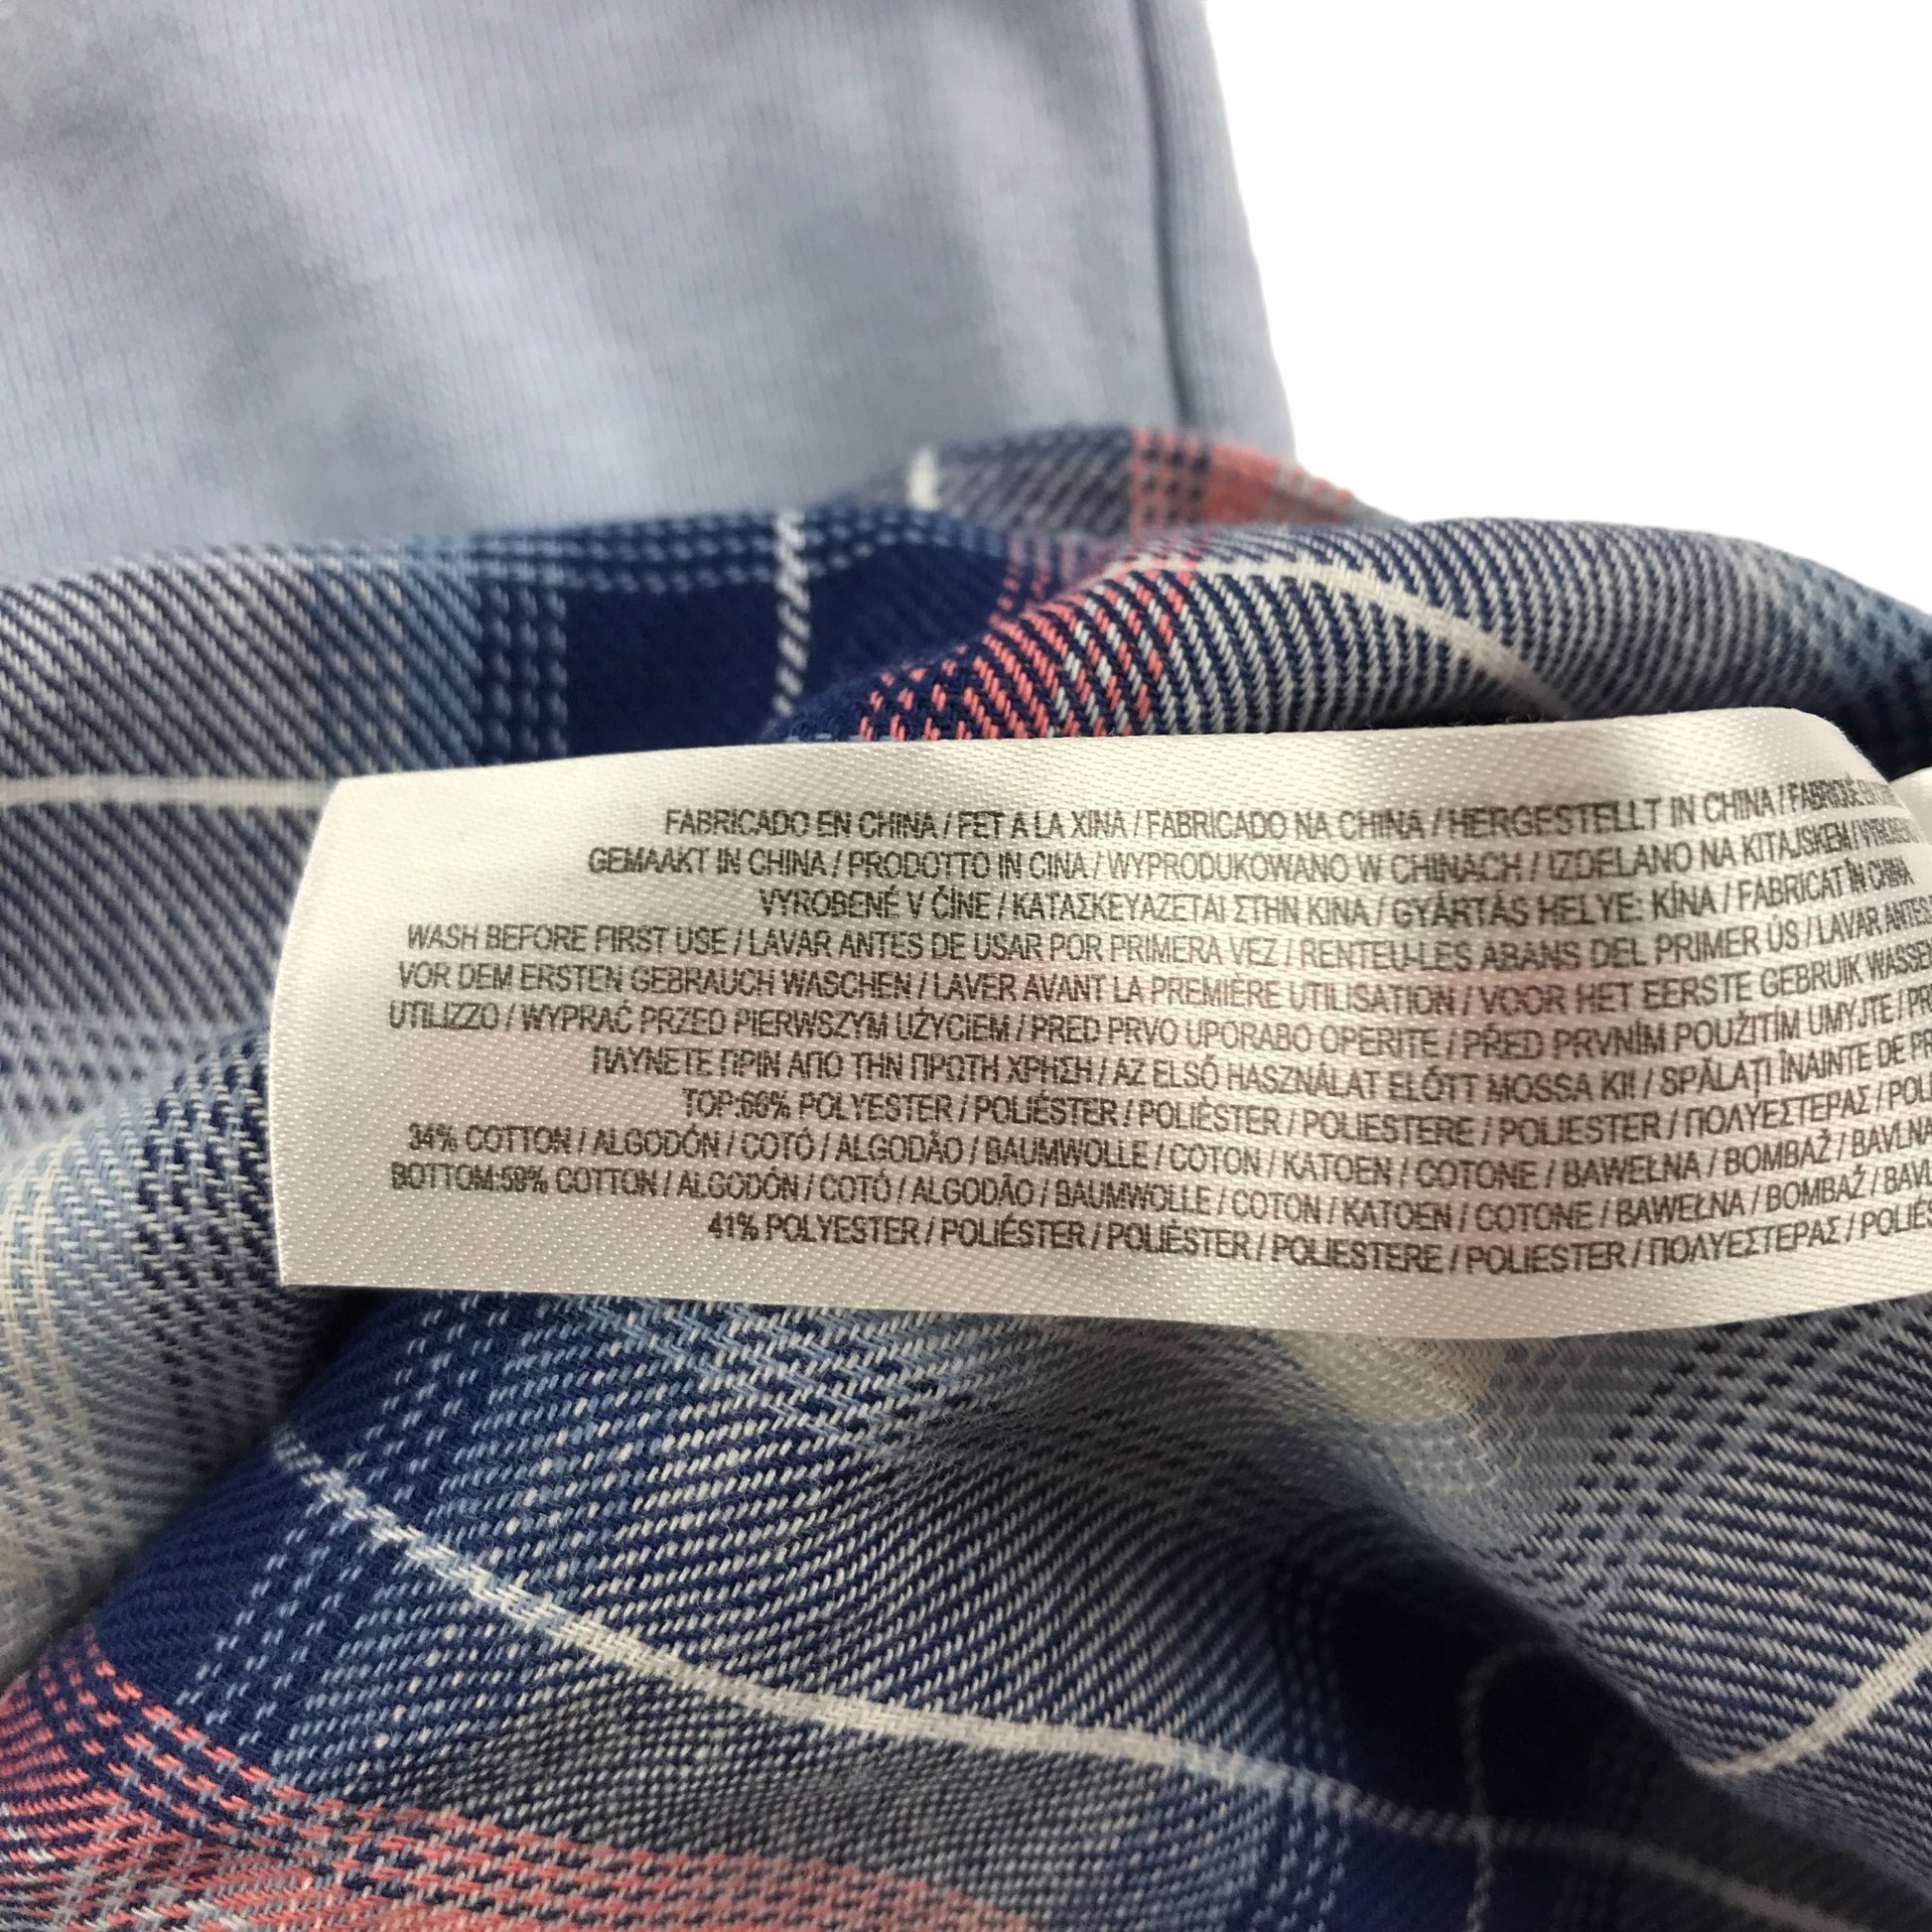 FABRICADO EN CHINA / FET A LA XINA / FABRICADO NA CHINA / HERGESTELLT IN CHINA / FABRIQUÉ EN
GEMAAKT IN CHINA / PRODOTTO IN CINA / WYPRODUKOWANO W CHINACH / IZDELANO NA KITAJSKEM /
VYROBENÉ V ČÍNE / ΚΑΤΑΣΚΕΥΑΖΕΤΑΙ ΣΤΗΝ ΚΙΝΑ / GYÁRTÁS HELYE: KÍNA / FABRICAT ÎN CHINA
WASH BEFORE FIRST USE / LAVAR ANTES DE USAR POR PRIMERA VEZ / RENTEU-LES ABANS DEL PRIMER ÚS / LAVAR ANTES
VOR DEM ERSTEN GEBRAUCH WASCHEN / LAVER AVANT LA PREMIÈRE UTILISATION / VOOR HET EERSTE GEBRUIK WASSEN
UTILIZZO / WYPRAĆ PRZED PIERWSZYM UŻYCIEM / PRED PRVO UPORABO OPERITE / PŘED PRVNÍM POUŽITÍM UMYJTE /
ΠΛΥΝΕΤΕ ΠΡΙΝ ΑΠΟ ΤΗΝ ΠΡΩΤΗ ΧΡΗΣΗ / AZ ELSŐ HASZNÁLAT ELŐTT MOSSA KI! / SPĂLAȚI ÎNAINTE DE
TOP:66% POLYESTER / POLIÉSTER / POLIÈSTER / POLIESTERE / POLIESTER / ΠΟΛΥΕΣΤΕΡΑΣ /
34% COTTON / ALGODÓN / COTÓ / ALGODÃO / BAUMWOLLE / COTON / KATOEN / COTONE / BAWEŁNA / BOMBAŽ / BAVLNA
BOTTOM:59% COTTON / ALGODÓN / COTÓ / ALGODÃO / BAUMWOLLE / COTON / KATOEN / COTONE / BAWEŁNA / BOMBAŽ /
41% POLYESTER / POLIÉSTER / POLIÈSTER / POLIESTERE / POLIESTER / ΠΟΛΥΕΣΤΕΡΑΣ /